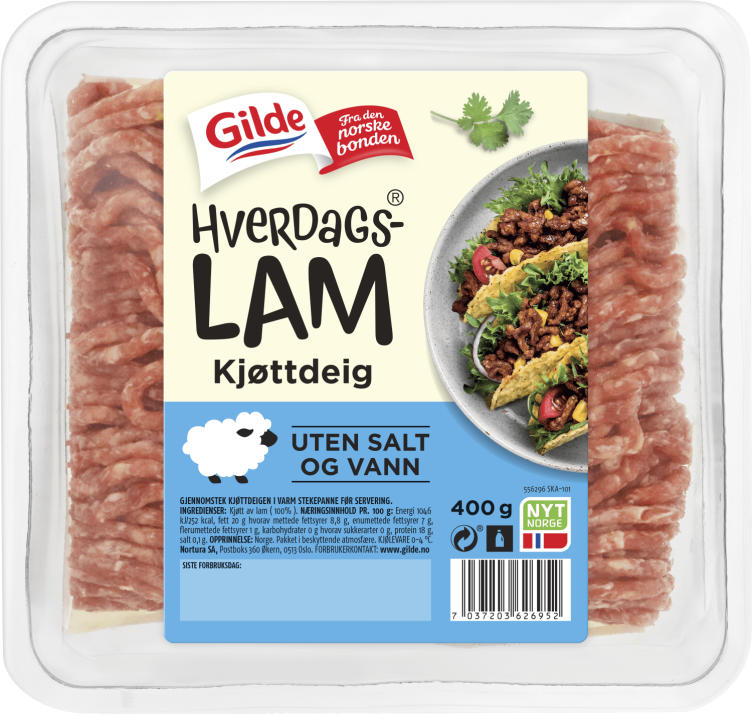 Gilde
Fra den
norske
bonden
HVERDAGS-®
LAM
Kjøttdeig
UTEN SALT
OG VANN
GJENNOMSTEK KJØTTDEIGEN I VARM STEKEPANNE FØR SERVERING.
INGREDIENSER: Kjøtt av lam (100%). NÆRINGSINNHOLD PR. 100 g: Energi 1046
kJ/252 kcal, fett 20 g hvorav mettede fettsyrer 8,8 g, enumettede fettsyrer 7 g,
flerumettede fettsyrer 1 g, karbohydrater 0 g hvorav sukkerarter 0 g, protein 18 g,
salt 0,1 g. OPPRINNELSE: Norge. Pakket i beskyttende atmosfære. KJØLEVARE 0-4 °C.
Nortura SA, Postboks 360 Økern, 0513 Oslo. FORBRUKERKONTAKT: www.gilde.no
SISTE FORBRUKSDAG:
556296 SKA-101
400 g
NYT
NORGE
®
7 037203 626952